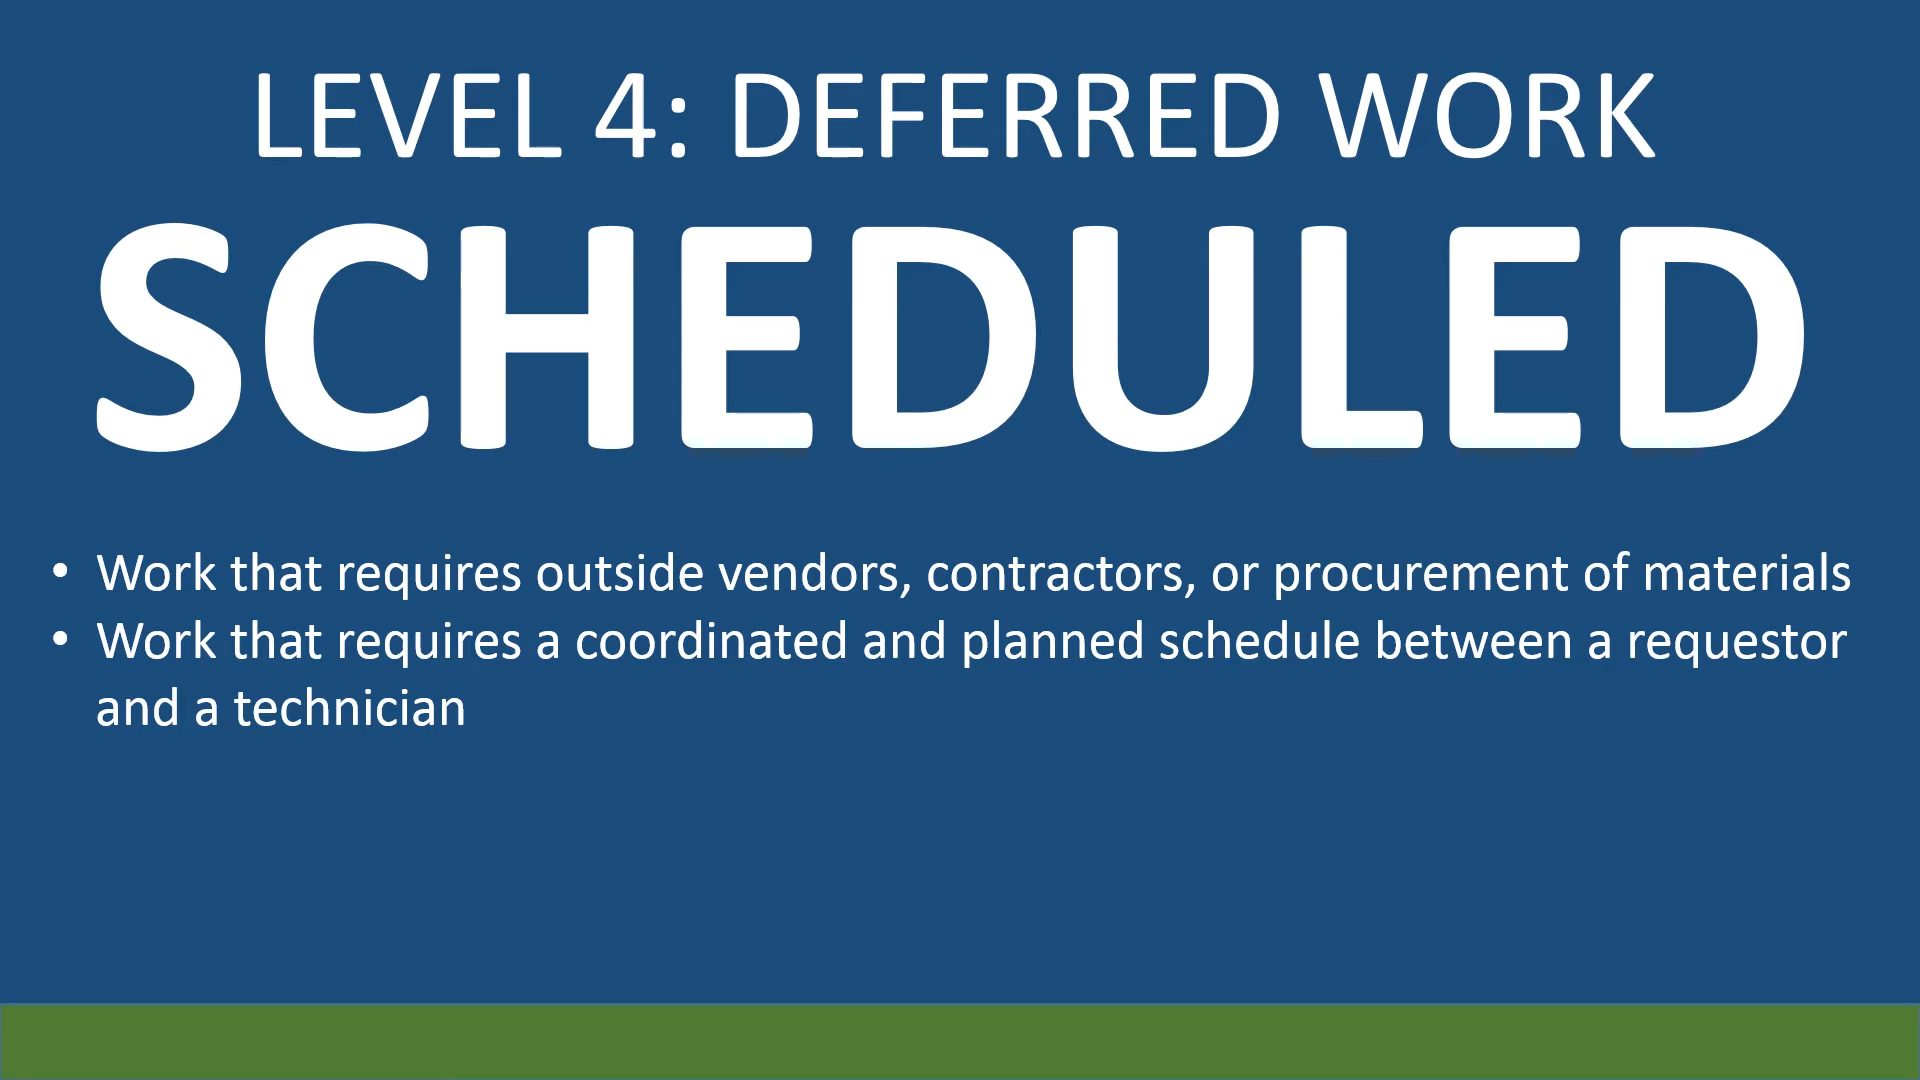 LEVEL 4: DEFERRED WORK
SCHEDULED
• Work that requires outside vendors, contractors, or procurement of materials
• Work that requires a coordinated and planned schedule between a requestor
and a technician